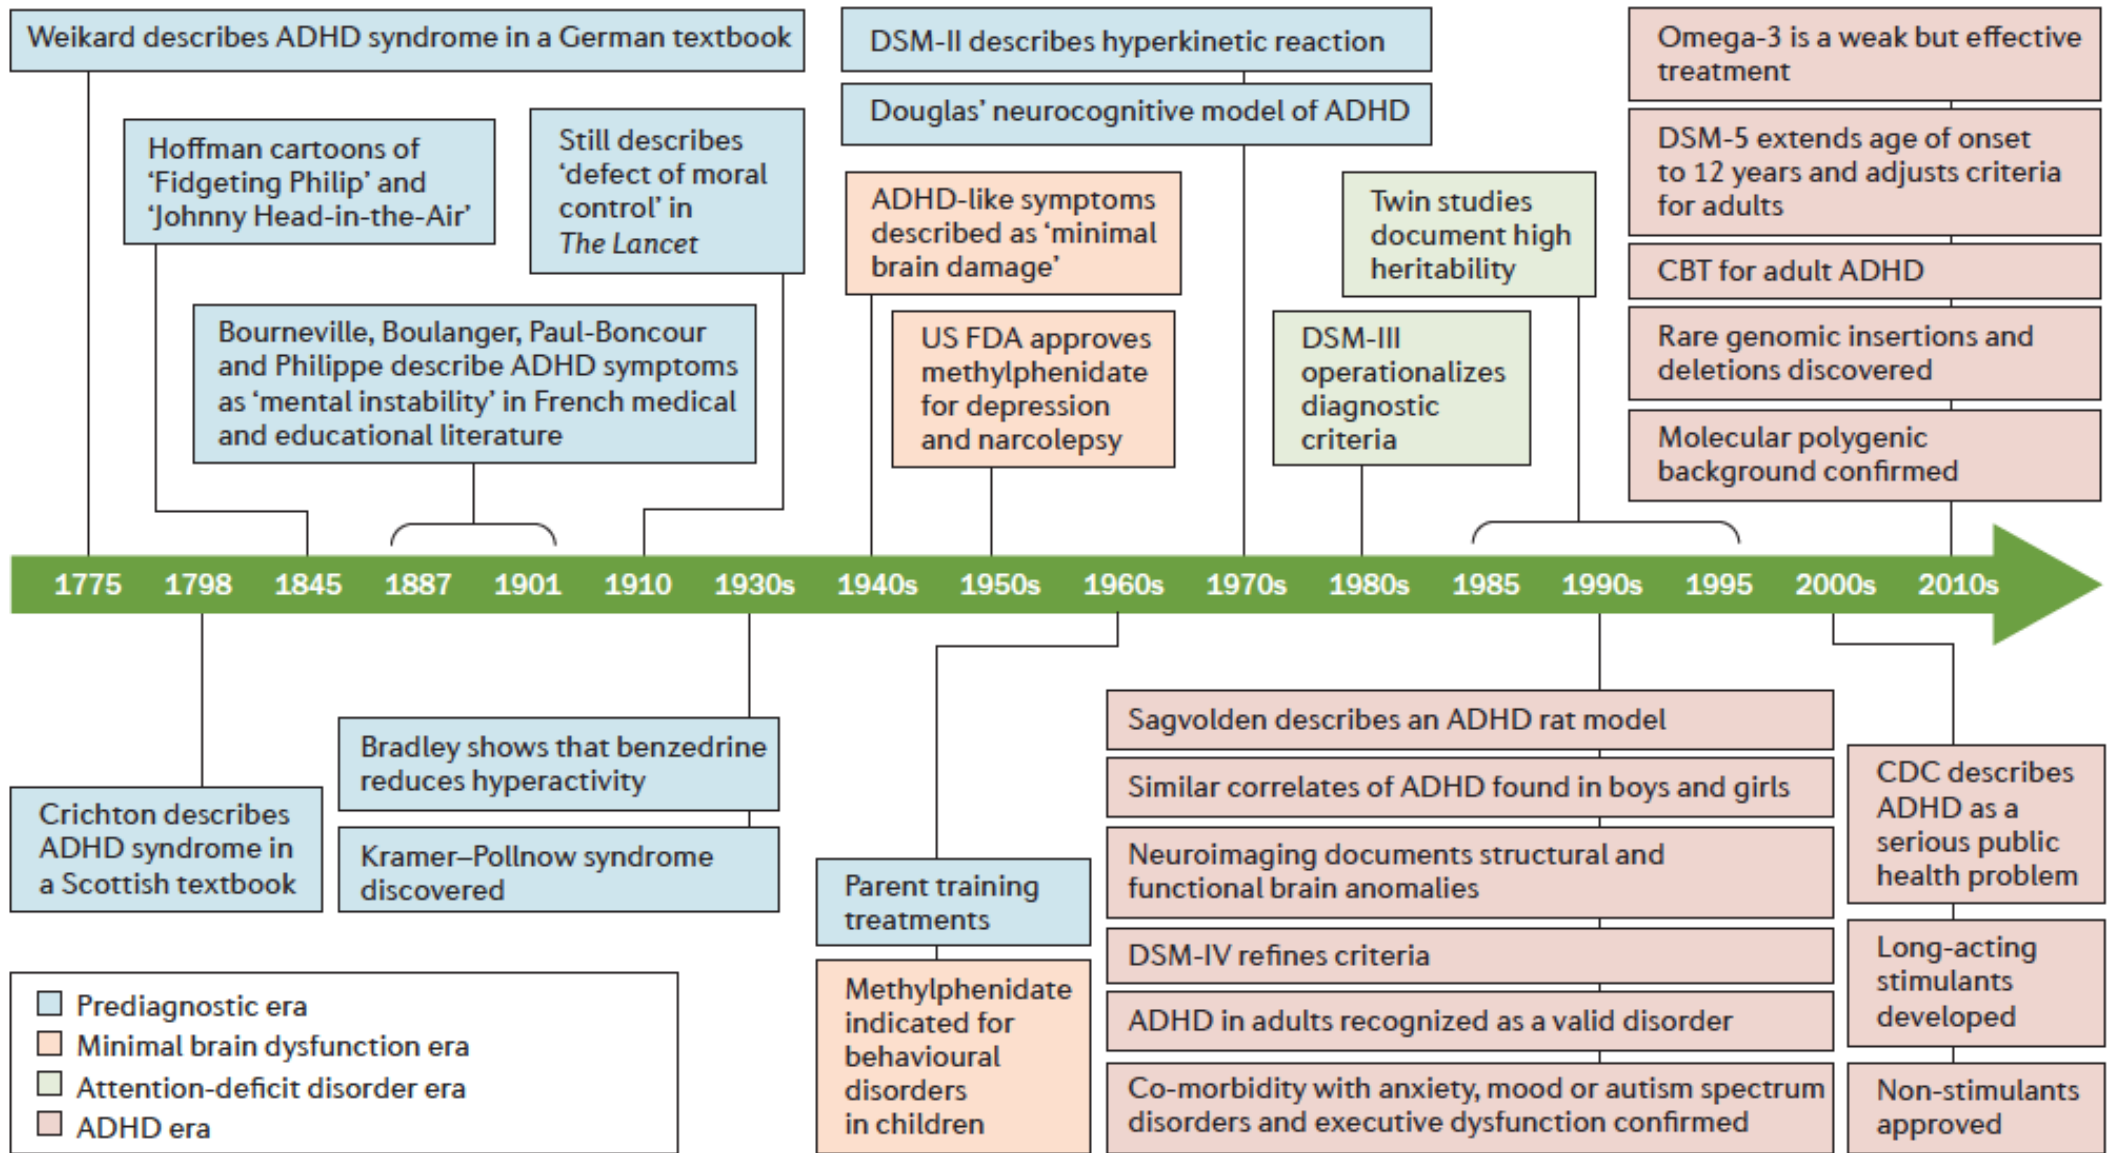 Weikard describes ADHD syndrome in a German textbook
Hoffman cartoons of
‘Fidgeting Philip’ and
‘Johnny Head-in-the-Air’
Still describes
‘defect of moral
control’ in
The Lancet
Bourneville, Boulanger, Paul-Boncour
and Philippe describe ADHD symptoms
as ‘mental instability’ in French medical
and educational literature
DSM-II describes hyperkinetic reaction
Douglas’ neurocognitive model of ADHD
ADHD-like symptoms
described as ‘minimal
brain damage’
US FDA approves
methylphenidate
for depression
and narcolepsy
Twin studies
document high
heritability
DSM-III
operationalizes
diagnostic
criteria
Omega-3 is a weak but effective
treatment
DSM-5 extends age of onset
to 12 years and adjusts criteria
for adults
CBT for adult ADHD
Rare genomic insertions and
deletions discovered
Molecular polygenic
background confirmed
1775 1798 1845 1887 1901 1910 1930s 1940s 1950s 1960s 1970s 1980s 1985 1990s 1995 2000s 2010s
Crichton describes
ADHD syndrome in
a Scottish textbook
Bradley shows that benzedrine
reduces hyperactivity
Kramer–Pollnow syndrome
discovered
Parent training
treatments
Methylphenidate
indicated for
behavioural
disorders
in children
Sagvolden describes an ADHD rat model
Similar correlates of ADHD found in boys and girls
Neuroimaging documents structural and
functional brain anomalies
DSM-IV refines criteria
ADHD in adults recognized as a valid disorder
Co-morbidity with anxiety, mood or autism spectrum
disorders and executive dysfunction confirmed
CDC describes
ADHD as a
serious public
health problem
Long-acting
stimulants
developed
Non-stimulants
approved
Prediagnostic era
Minimal brain dysfunction era
Attention-deficit disorder era
ADHD era